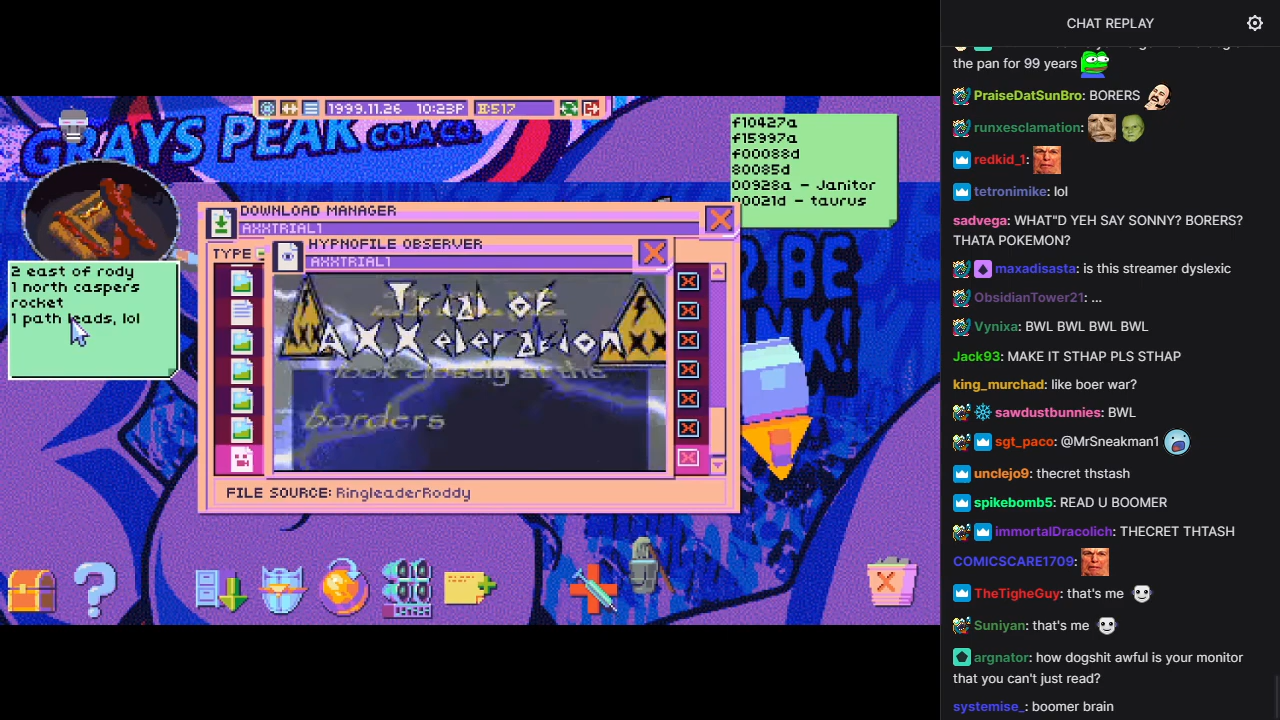 CHAT REPLAY
the pan for 99 years
PraiseDatSunBro: BORERS
runxesclamation:
redkid_1:
tetronimike: lol
sadvega: WHAT"D YEH SAY SONNY? BORERS?
THATA POKEMON?
maxadisasta: is this streamer dyslexic
ObsidianTower21: ...
Vynixa: BWL BWL BWL BWL
Jack93: MAKE IT STHAP PLS STHAP
king_murchad: like boer war?
sawdustbunnies: BWL
sgt_paco: @MrSneakman1
unclejo9: thecret thstash
spikebomb5: READ U BOOMER
immortalDracolich: THECRET THTASH
COMICSCARE1709:
TheTigheGuy: that's me
Suniyan: that's me
argnator: how dogshit awful is your monitor
that you can't just read?
systemise_: boomer brain
1999.11.26 10:23P 517
GRAYS PEAK COLA CO.
f10427a
f15997a
f00088d
80085d
00928a - Janitor
00021d - taurus
2 east of rody
1 north caspers
rocket
1 path leads, lol
DOWNLOAD MANAGER
AXXTRIAL1
TYPE
HYPNOFILE OBSERVER
AXXTRIAL1
Trial of
AXXeleration
look closely at the
borders
FILE SOURCE: RingleaderRoddy